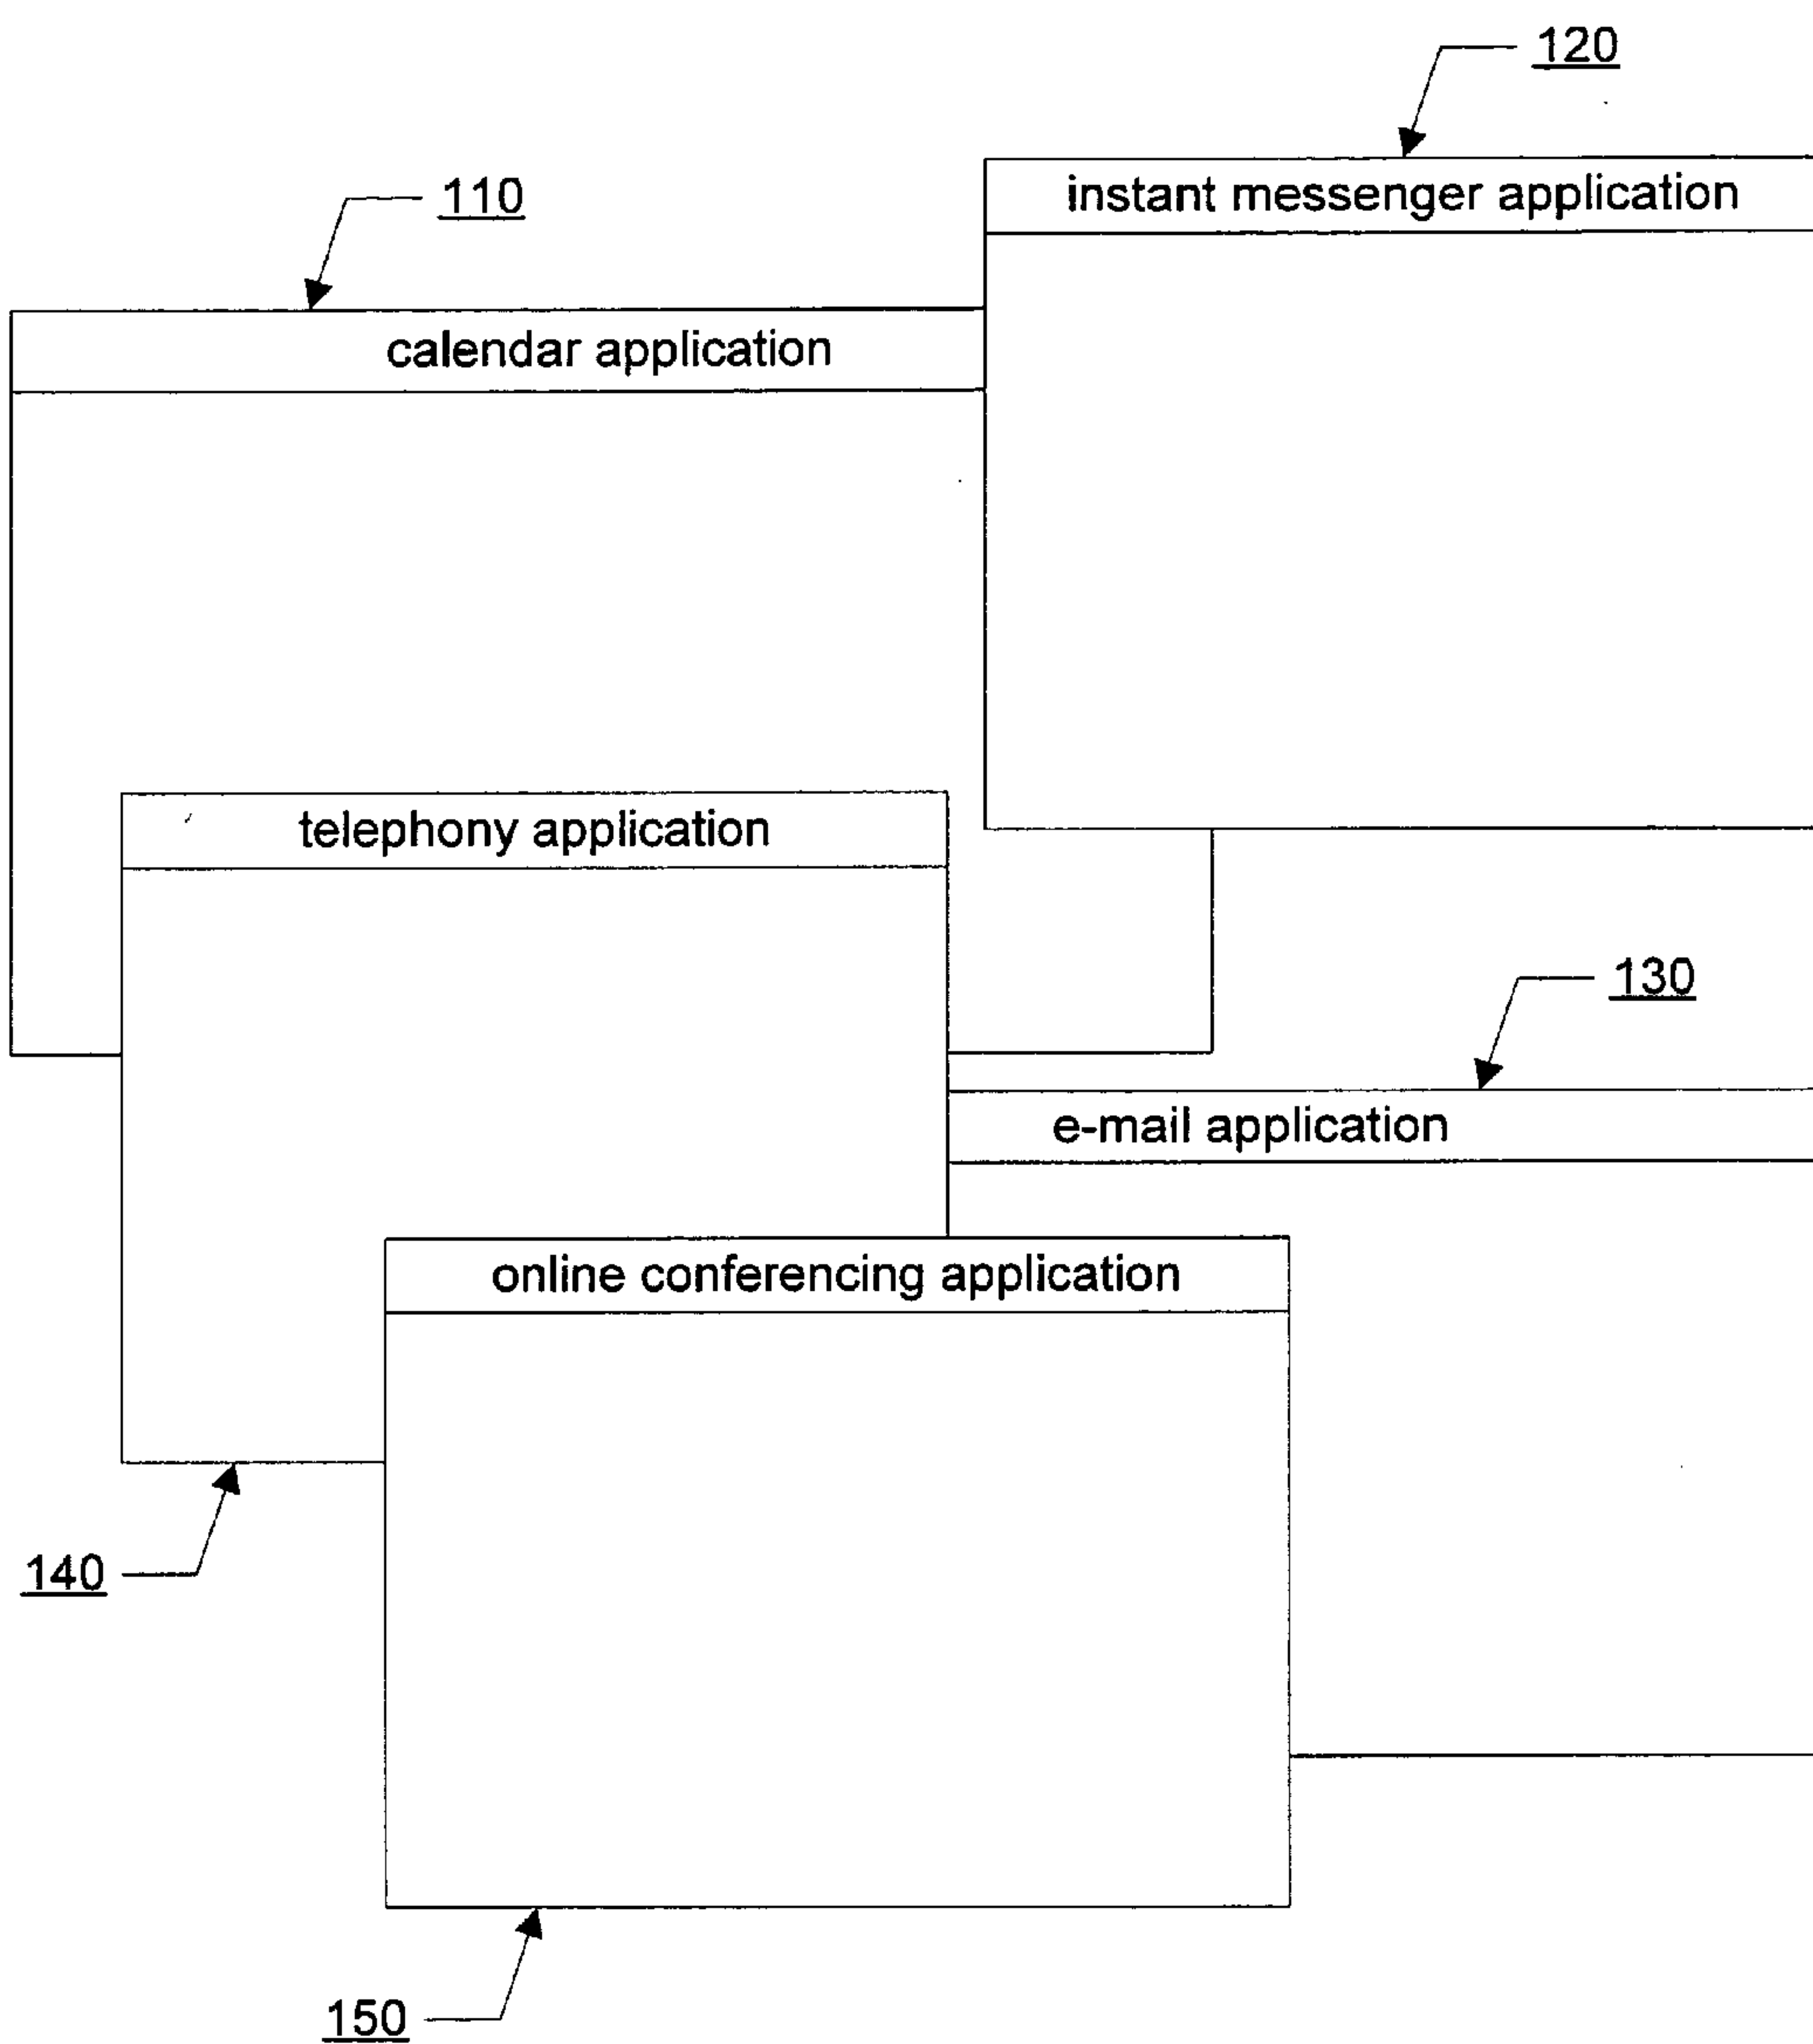 120
instant messenger application
110
calendar application
telephony application
130
e-mail application
online conferencing application
140
150